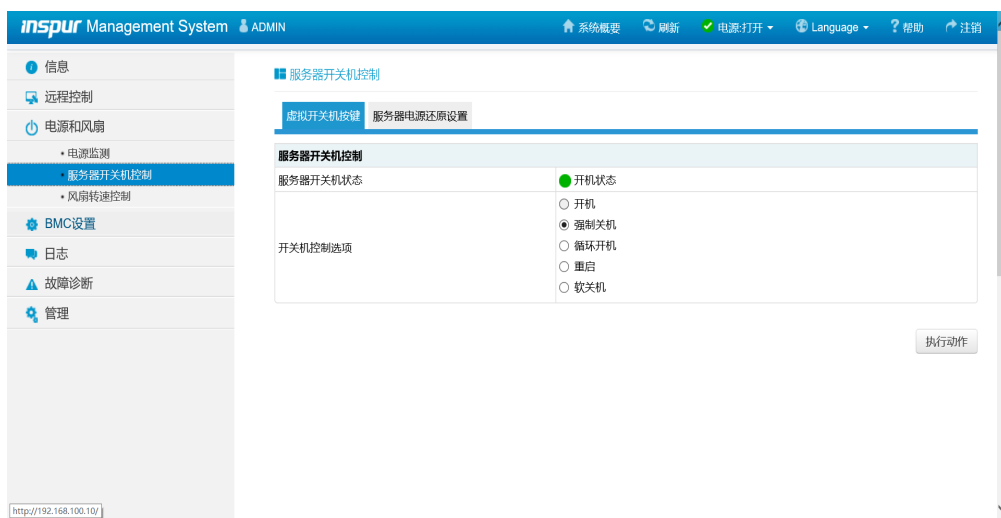 inspur Management System ADMIN 系统概要 刷新 电源:打开 Language ? 帮助 注销
信息
远程控制
电源和风扇
• 电源监测
• 服务器开关机控制
• 风扇转速控制
BMC设置
日志
故障诊断
管理
服务器开关机控制
虚拟开关机按键 服务器电源还原设置
服务器开关机控制
服务器开关机状态 开机状态
开关机控制选项
开机
强制关机
循环开机
重启
软关机
执行动作
http://192.168.100.10/